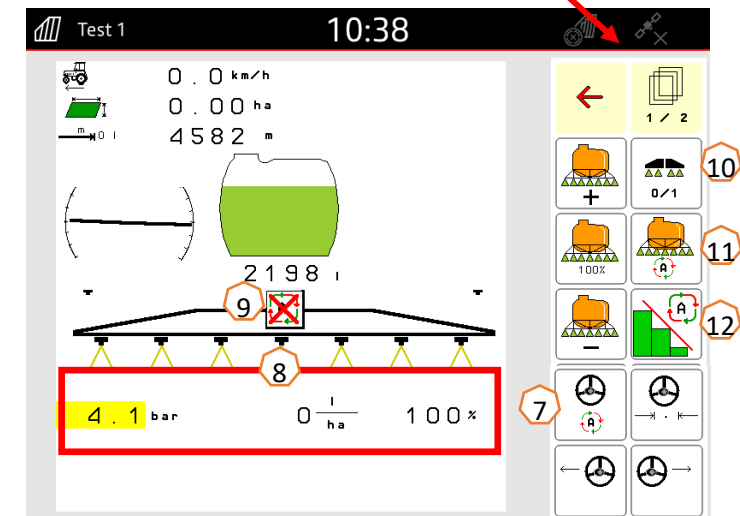 Test 1
10:38
0.0 km/h
0.00 ha
m 0 l
4582 m
1 / 2
+
0/1
10
100%
A
11
2198 l
9
A
12
−
8
7
A
4.1 bar
0 l/ha
100%